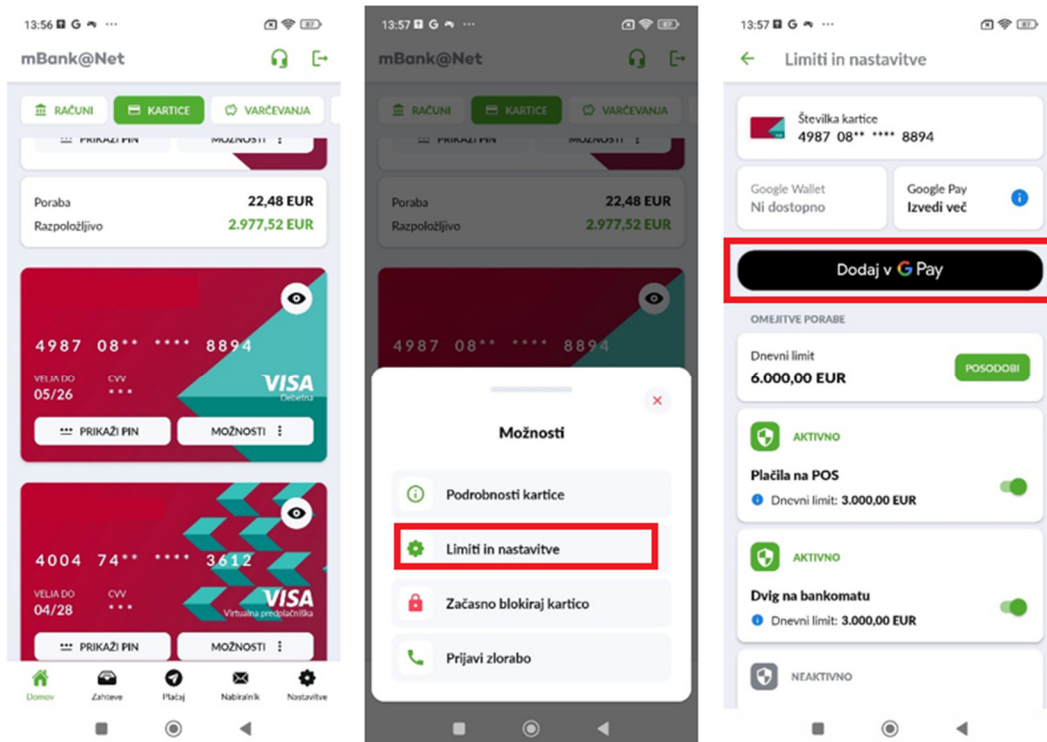 13:56 G ···
87
mBank@Net
RAČUNI
KARTICE
VARČEVANJA
PRIKAŽI PIN
MOŽNOSTI
Poraba
22,48 EUR
Razpoložljivo
2.977,52 EUR
4987 08** **** 8894
VELJA DO
CVV
05/26
***
VISA
Debetna
PRIKAŽI PIN
MOŽNOSTI
4004 74** **** 3612
VELJA DO
CVV
04/28
***
VISA
Virtualna predplačniška
PRIKAŽI PIN
MOŽNOSTI
Domov
Zahteve
Plačaj
Nabiralnik
Nastavitve
13:57 G ···
87
mBank@Net
RAČUNI
KARTICE
VARČEVANJA
PRIKAŽI PIN
MOŽNOSTI
Poraba
22,48 EUR
Razpoložljivo
2.977,52 EUR
4987 08** **** 8894
Možnosti
Podrobnosti kartice
Limiti in nastavitve
Začasno blokiraj kartico
Prijavi zlorabo
13:57 G ···
87
Limiti in nastavitve
Številka kartice
4987 08** **** 8894
Google Wallet
Ni dostopno
Google Pay
Izvedi več
Dodaj v G Pay
OMEJITVE PORABE
Dnevni limit
6.000,00 EUR
POSODOBI
AKTIVNO
Plačila na POS
Dnevni limit: 3.000,00 EUR
AKTIVNO
Dvig na bankomatu
Dnevni limit: 3.000,00 EUR
NEAKTIVNO